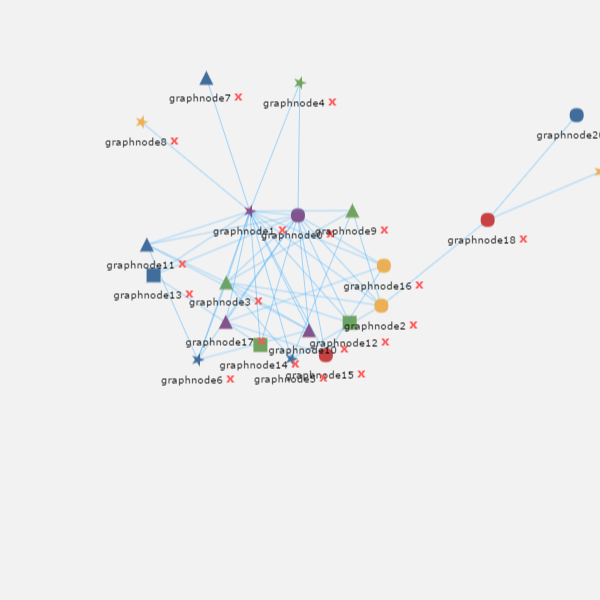 graphnode7 x
graphnode4 x
graphnode8 x
graphnode20
graphnode1 x
graphnode0 x
graphnode9 x
graphnode18 x
graphnode11 x
graphnode16 x
graphnode13 x
graphnode3 x
graphnode2 x
graphnode17 x
graphnode12 x
graphnode10 x
graphnode14 x
graphnode15 x
graphnode5 x
graphnode6 x